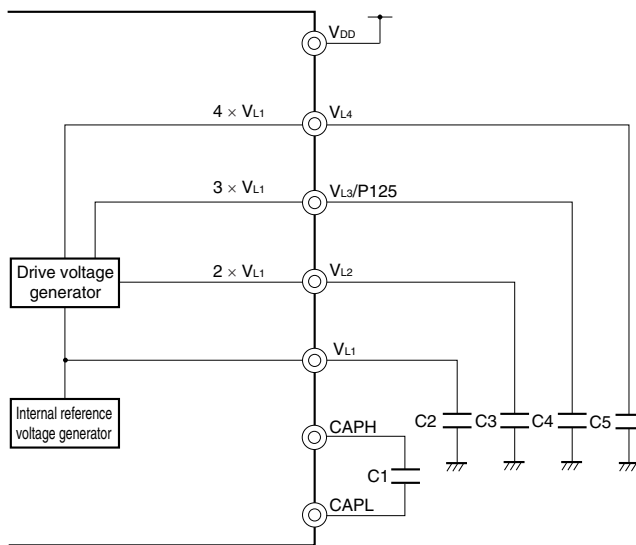 VDD
4 × VL1
VL4
3 × VL1
VL3/P125
Drive voltage
generator
2 × VL1
VL2
VL1
Internal reference
voltage generator
C2
C3
C4
C5
CAPH
C1
CAPL